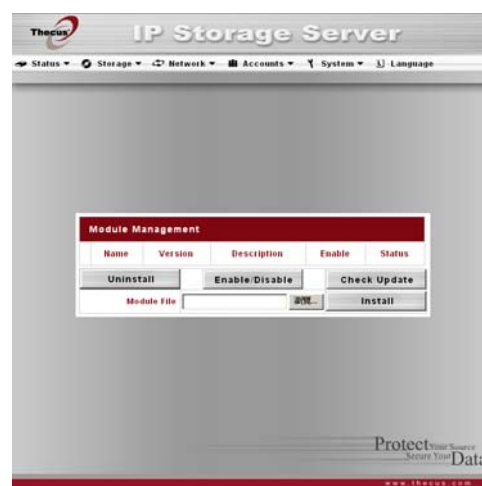 Thecus
IP Storage Server
Status Storage Network Accounts System Language
Module Management
Name Version Description Enable Status
Uninstall Enable/Disable Check Update
Module File Install
Protect Your Source
Secure Your Data
www.thecus.com